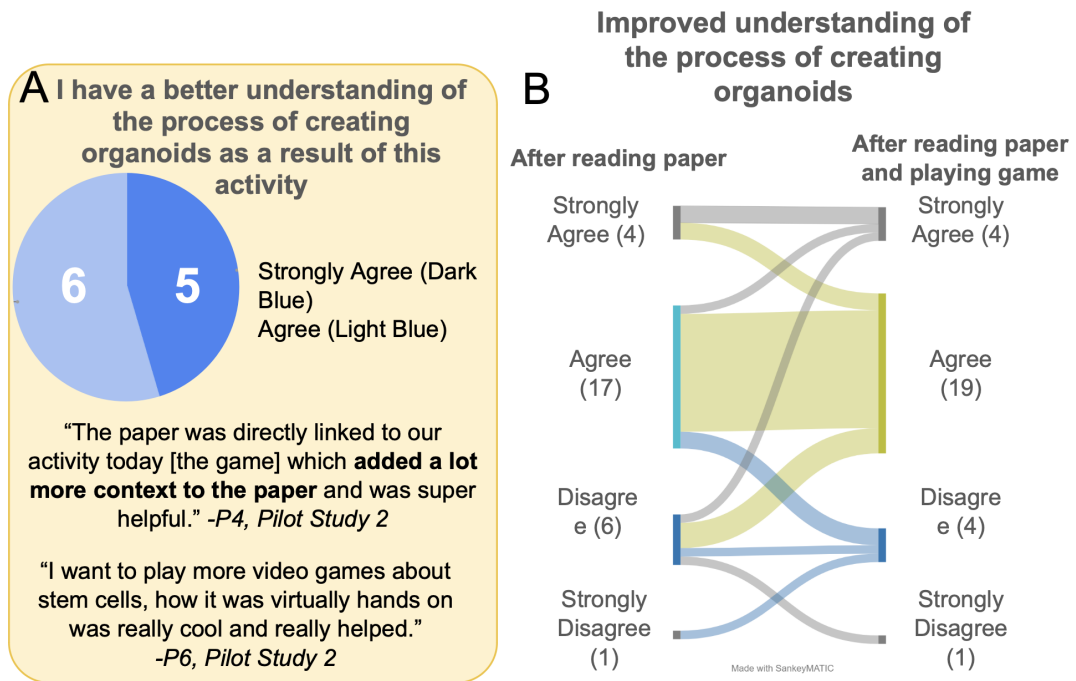 A
I have a better understanding of
the process of creating
organoids as a result of this
activity
6
5
Strongly Agree (Dark
Blue)
Agree (Light Blue)
“The paper was directly linked to our
activity today [the game] which added a lot
more context to the paper and was super
helpful.” -P4, Pilot Study 2
“I want to play more video games about
stem cells, how it was virtually hands on
was really cool and really helped.”
-P6, Pilot Study 2
B
Improved understanding of
the process of creating
organoids
After reading paper
After reading paper
and playing game
Strongly
Agree (4)
Agree
(17)
Disagre
e (6)
Strongly
Disagree
(1)
Strongly
Agree (4)
Agree
(19)
Disagre
e (4)
Strongly
Disagree
(1)
Made with SankeyMATIC